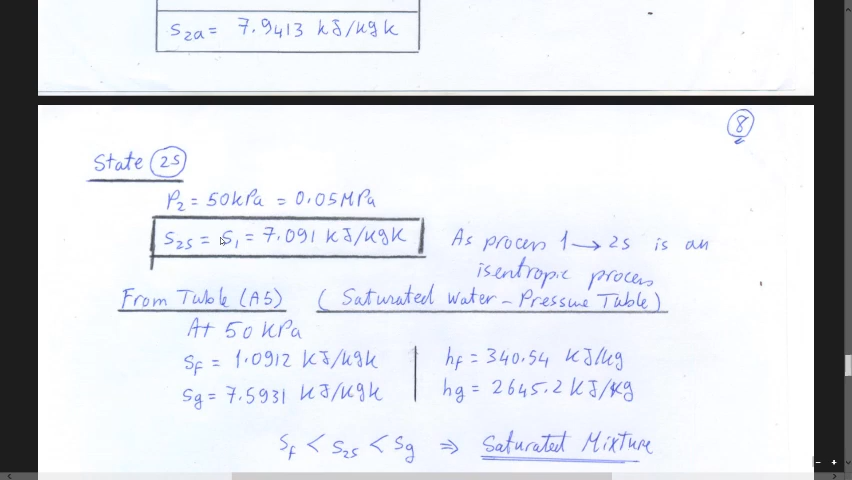 S2a = 7.9413 kJ/kgK
8
State 2S
P2 = 50kPa = 0.05MPa
S2S = S1 = 7.091 kJ/kgK As process 1 → 2S is an
isentropic process
From Table (A5) (Saturated Water - Pressure Table)
At 50 kPa
Sf = 1.0912 kJ/kgK | hf = 340.54 kJ/kg
Sg = 7.5931 kJ/kgK | hg = 2645.2 kJ/kg
Sf < S2S < Sg ⇒ Saturated Mixture